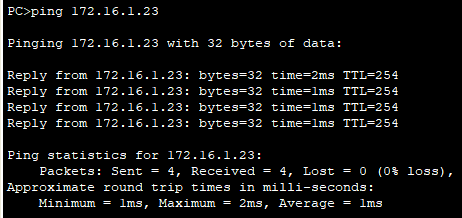 PC>ping 172.16.1.23
Pinging 172.16.1.23 with 32 bytes of data:
Reply from 172.16.1.23: bytes=32 time=2ms TTL=254
Reply from 172.16.1.23: bytes=32 time=1ms TTL=254
Reply from 172.16.1.23: bytes=32 time=1ms TTL=254
Reply from 172.16.1.23: bytes=32 time=1ms TTL=254
Ping statistics for 172.16.1.23:
Packets: Sent = 4, Received = 4, Lost = 0 (0% loss),
Approximate round trip times in milli-seconds:
Minimum = 1ms, Maximum = 2ms, Average = 1ms